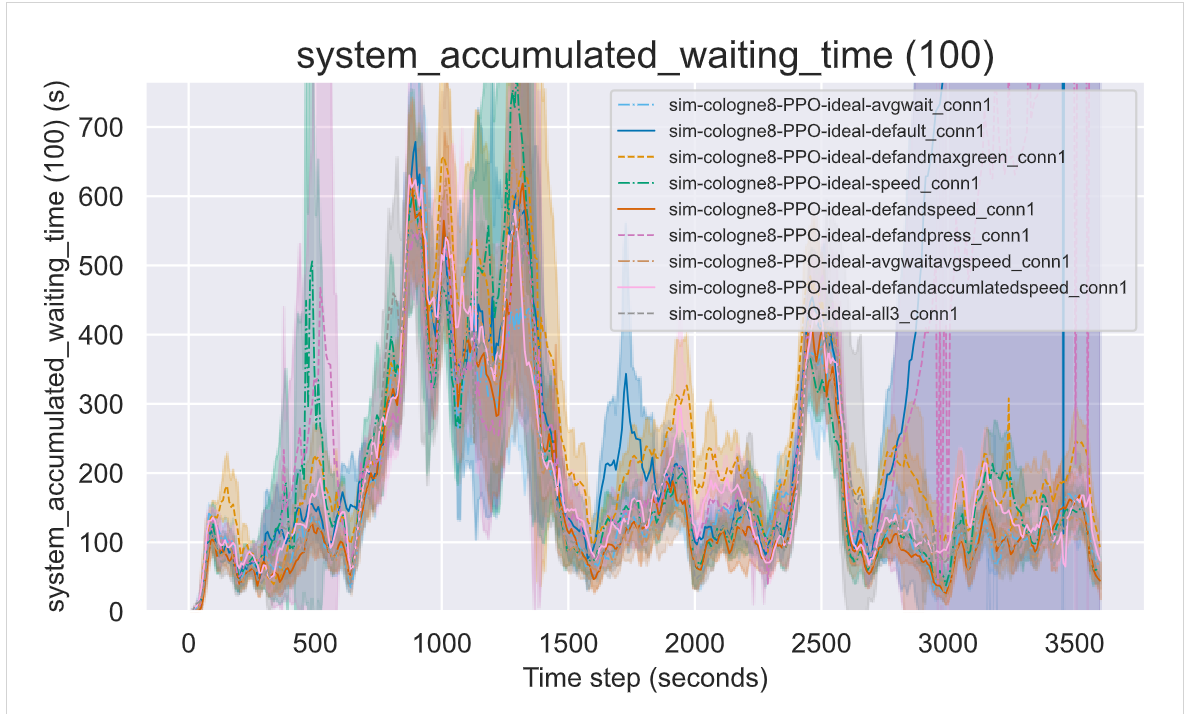 system_accumulated_waiting_time (100)
system_accumulated_waiting_time (100) (s)
700
600
500
400
300
200
100
0
sim-cologne8-PPO-ideal-avgwait_conn1
sim-cologne8-PPO-ideal-default_conn1
sim-cologne8-PPO-ideal-defandmaxgreen_conn1
sim-cologne8-PPO-ideal-speed_conn1
sim-cologne8-PPO-ideal-defandspeed_conn1
sim-cologne8-PPO-ideal-defandpress_conn1
sim-cologne8-PPO-ideal-avgwaitavgspeed_conn1
sim-cologne8-PPO-ideal-defandaccumlatedspeed_conn1
sim-cologne8-PPO-ideal-all3_conn1
0 500 1000 1500 2000 2500 3000 3500
Time step (seconds)